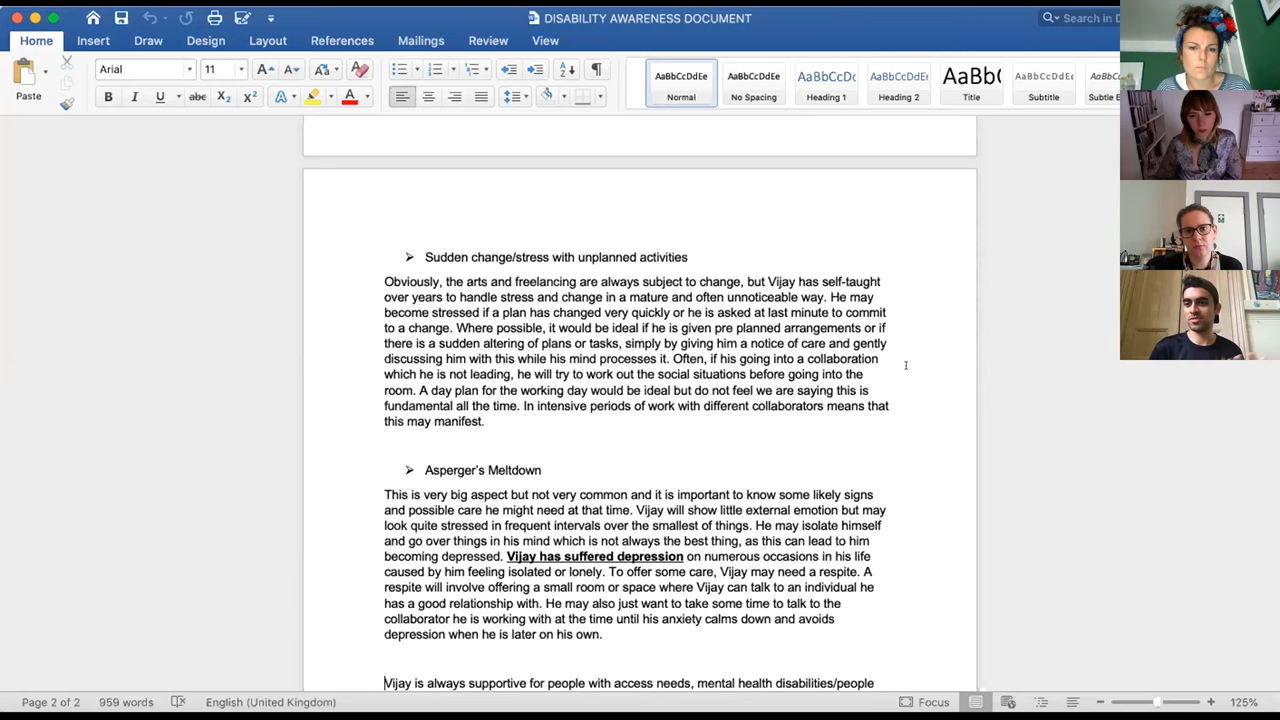 DISABILITY AWARENESS DOCUMENT
Search in D
Home Insert Draw Design Layout References Mailings Review View
Paste
Arial 11
B I U abc X₂ X² A A
AaBbCcDdEe AaBbCcDdEe AaBbCcDc AaBbCcDdEe AaBbC AaBbCcDdEe AaBbCcDdEe
Normal No Spacing Heading 1 Heading 2 Title Subtitle Subtle E
➢ Sudden change/stress with unplanned activities
Obviously, the arts and freelancing are always subject to change, but Vijay has self-taught
over years to handle stress and change in a mature and often unnoticeable way. He may
become stressed if a plan has changed very quickly or he is asked at last minute to commit
to a change. Where possible, it would be ideal if he is given pre planned arrangements or if
there is a sudden altering of plans or tasks, simply by giving him a notice of care and gently
discussing him with this while his mind processes it. Often, if his going into a collaboration
which he is not leading, he will try to work out the social situations before going into the
room. A day plan for the working day would be ideal but do not feel we are saying this is
fundamental all the time. In intensive periods of work with different collaborators means that
this may manifest.
➢ Asperger's Meltdown
This is very big aspect but not very common and it is important to know some likely signs
and possible care he might need at that time. Vijay will show little external emotion but may
look quite stressed in frequent intervals over the smallest of things. He may isolate himself
and go over things in his mind which is not always the best thing, as this can lead to him
becoming depressed. Vijay has suffered depression on numerous occasions in his life
caused by him feeling isolated or lonely. To offer some care, Vijay may need a respite. A
respite will involve offering a small room or space where Vijay can talk to an individual he
has a good relationship with. He may also just want to take some time to talk to the
collaborator he is working with at the time until his anxiety calms down and avoids
depression when he is later on his own.
Vijay is always supportive for people with access needs, mental health disabilities/people
Page 2 of 2 959 words English (United Kingdom) Focus 125%